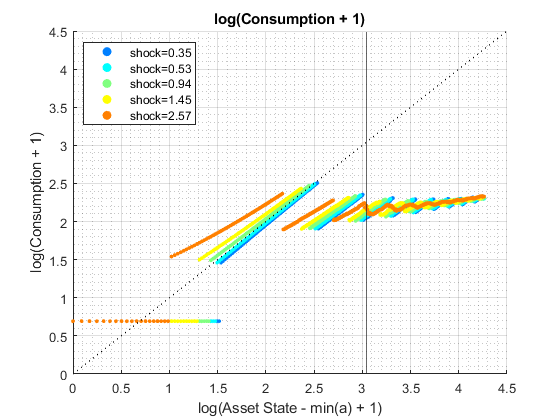 log(Consumption + 1)
4.5
4
3.5
3
2.5
2
1.5
1
0.5
0
log(Consumption + 1)
shock=0.35
shock=0.53
shock=0.94
shock=1.45
shock=2.57
0 0.5 1 1.5 2 2.5 3 3.5 4 4.5
log(Asset State - min(a) + 1)